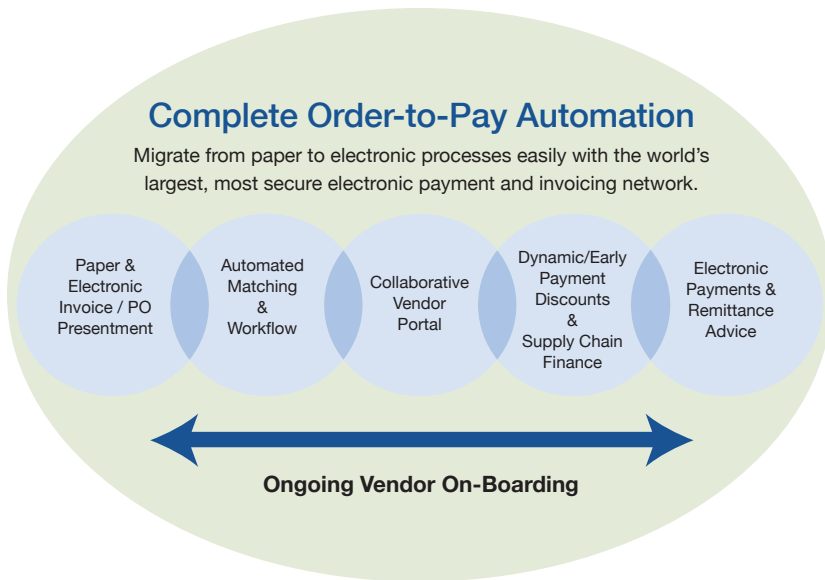 Complete Order-to-Pay Automation
Migrate from paper to electronic processes easily with the world's
largest, most secure electronic payment and invoicing network.
Paper &
Electronic
Invoice / PO
Presentment
Automated
Matching
&
Workflow
Collaborative
Vendor
Portal
Dynamic/Early
Payment
Discounts
&
Supply Chain
Finance
Electronic
Payments &
Remittance
Advice
Ongoing Vendor On-Boarding